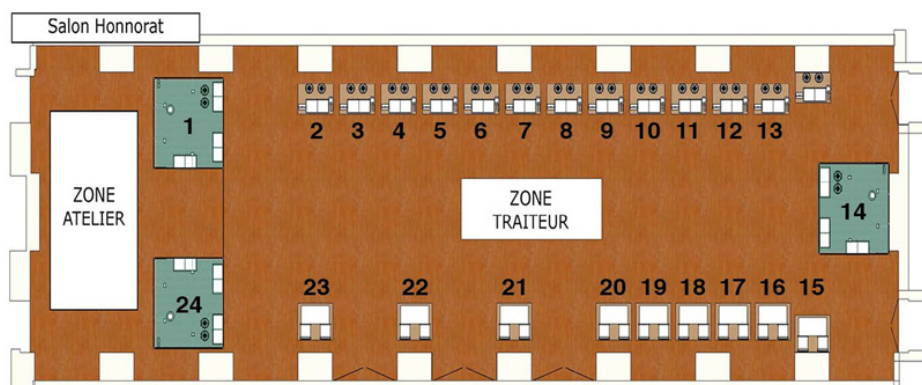 Salon Honnorat
1
2 3 4 5 6 7 8 9 10 11 12 13
ZONE
ATELIER
ZONE
TRAITEUR
14
24
23 22 21 20 19 18 17 16 15